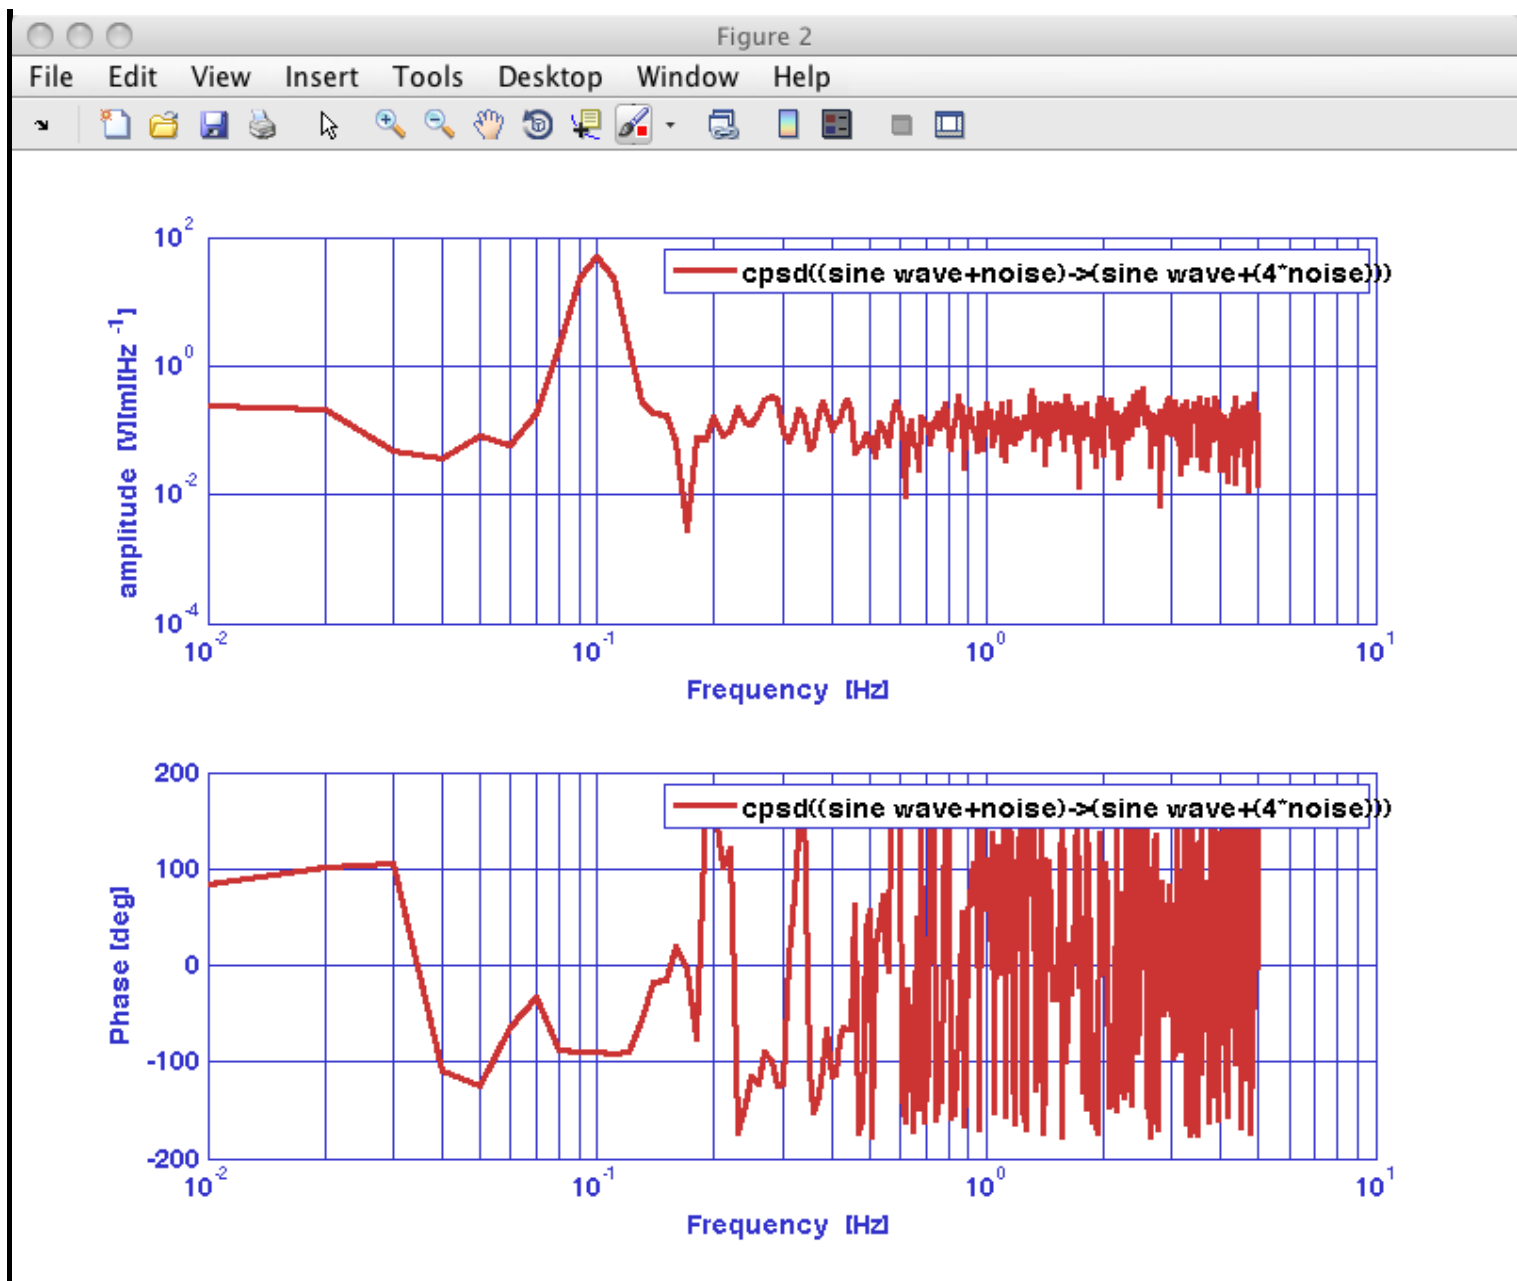 Figure 2
File Edit View Insert Tools Desktop Window Help
10^2
cpsd((sine wave+noise)->(sine wave+(4*noise)))
10^0
10^-2
10^-4
amplitude [V][m][Hz^-1]
10^-2 10^-1 10^0 10^1
Frequency [Hz]
200
cpsd((sine wave+noise)->(sine wave+(4*noise)))
100
0
-100
-200
Phase [deg]
10^-2 10^-1 10^0 10^1
Frequency [Hz]